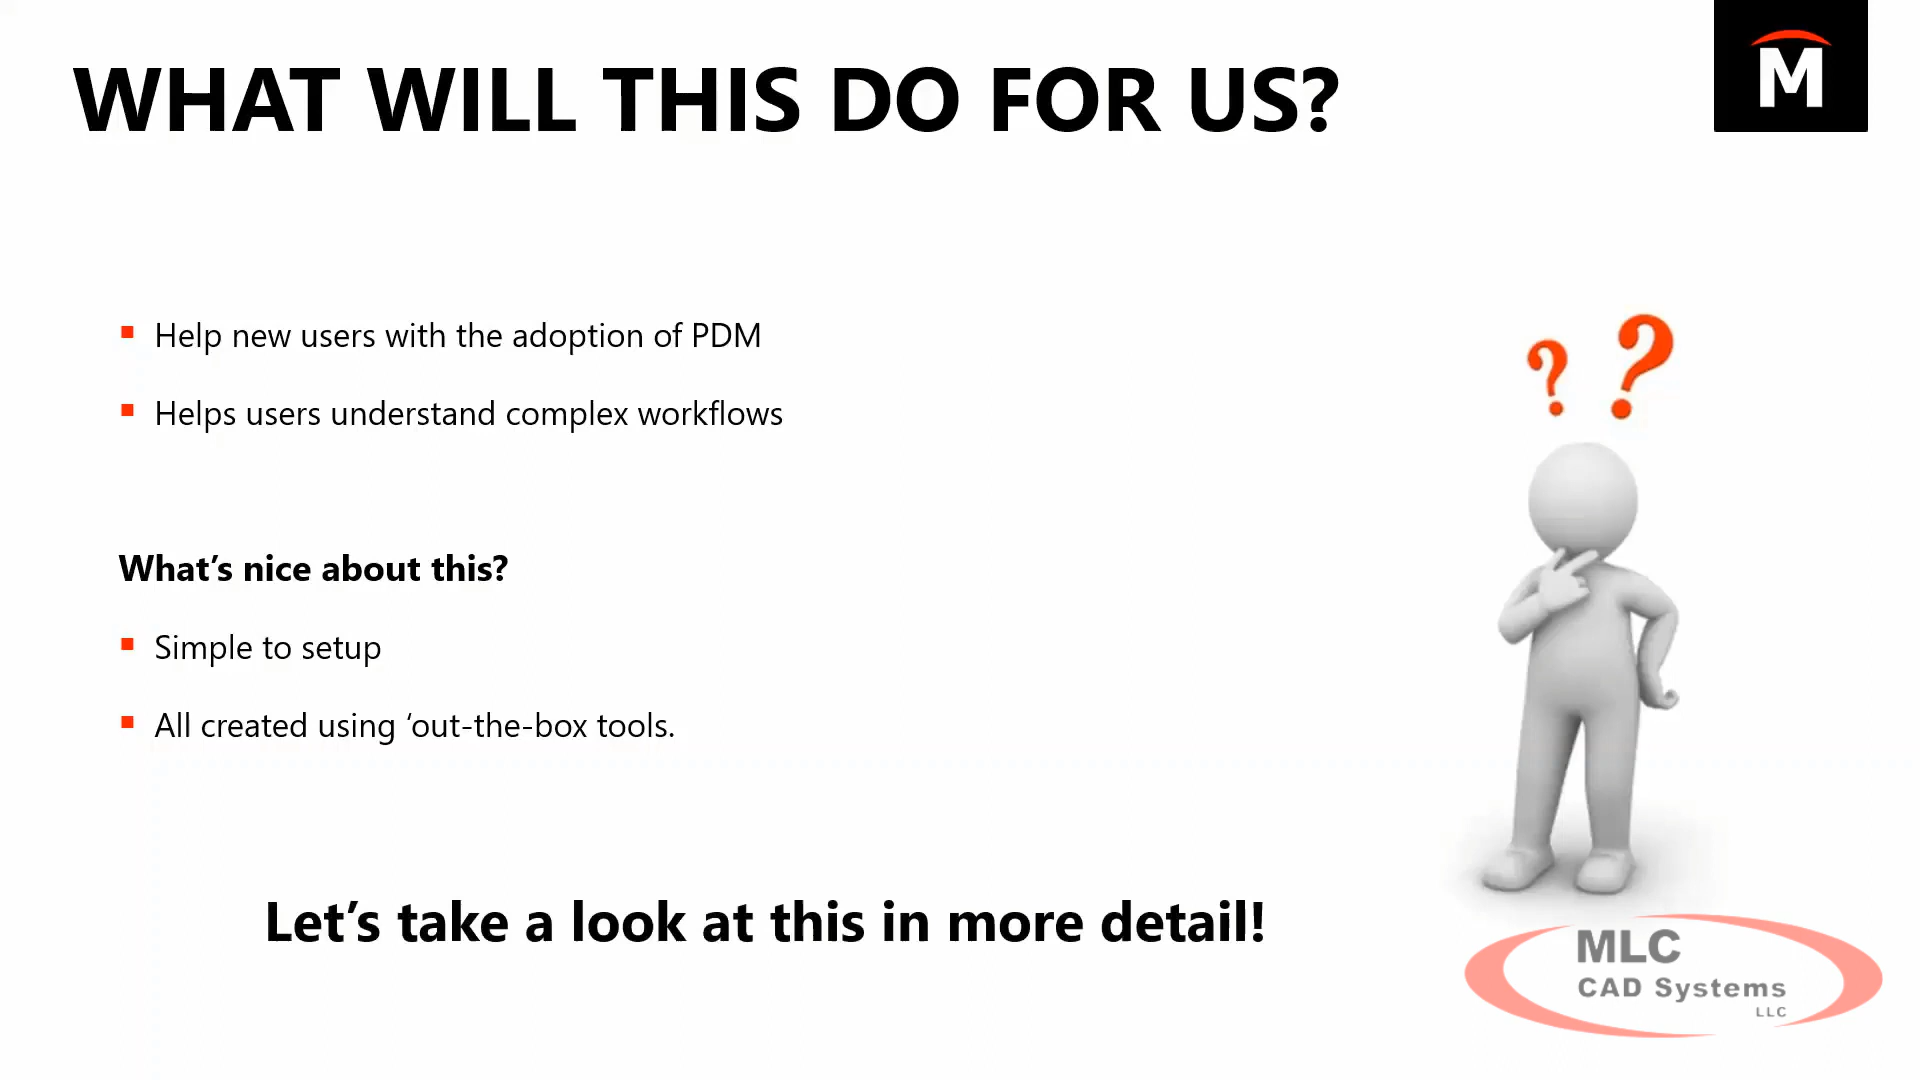 WHAT WILL THIS DO FOR US?
M
Help new users with the adoption of PDM
Helps users understand complex workflows
What’s nice about this?
Simple to setup
All created using ‘out-the-box tools.
Let’s take a look at this in more detail!
? ?
MLC
CAD Systems
LLC